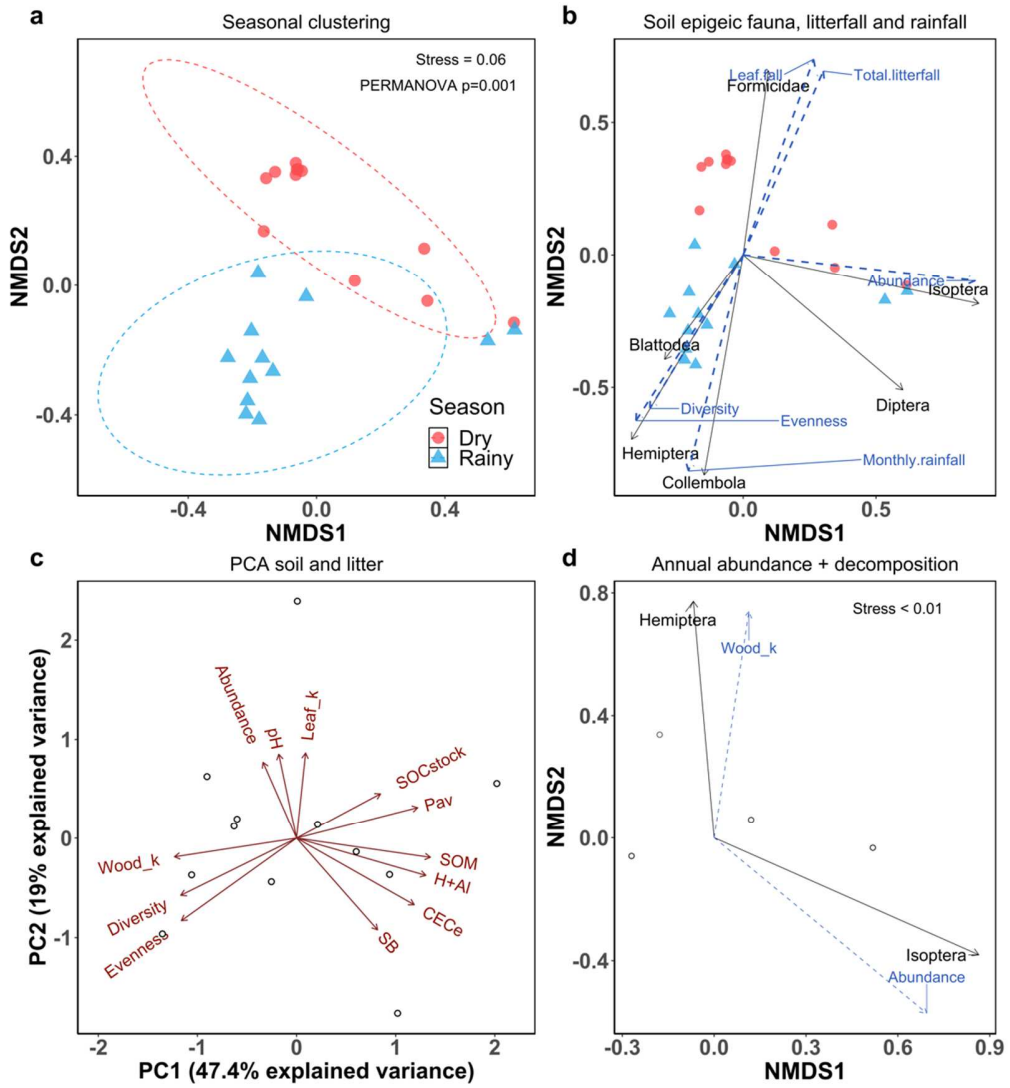 a
Seasonal clustering
Stress = 0.06
PERMANOVA p=0.001
NMDS2
0.4
0.0
-0.4
-0.4
0.0
0.4
NMDS1
Season
Dry
Rainy
b
Soil epigeic fauna, litterfall and rainfall
Leaf.fall
Total.litterfall
Formicidae
Abundance
Isoptera
Blattodea
Diptera
Diversity
Evenness
Hemiptera
Monthly.rainfall
Collembola
NMDS2
0.5
0.0
-0.5
0.0
0.5
NMDS1
c
PCA soil and litter
Abundance
pH
Leaf_k
SOCstock
Pav
SOM
H+Al
CECe
SB
Wood_k
Diversity
Evenness
PC2 (19% explained variance)
2
1
0
-1
-2
-1
0
1
2
PC1 (47.4% explained variance)
d
Annual abundance + decomposition
Stress < 0.01
Hemiptera
Wood_k
Isoptera
Abundance
NMDS2
0.8
0.4
0.0
-0.4
-0.3
0.0
0.3
0.6
0.9
NMDS1